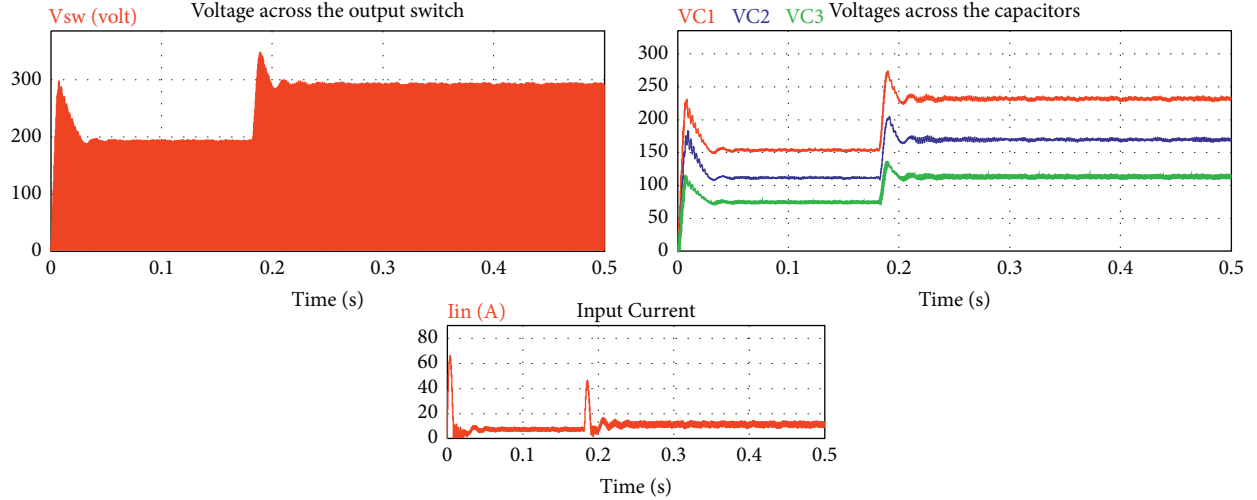 Vsw (volt) Voltage across the output switch
300
200
100
0
0 0.1 0.2 0.3 0.4 0.5
Time (s)
VC1 VC2 VC3 Voltages across the capacitors
300
250
200
150
100
50
0
0 0.1 0.2 0.3 0.4 0.5
Time (s)
Iin (A) Input Current
80
60
40
20
0
0 0.1 0.2 0.3 0.4 0.5
Time (s)